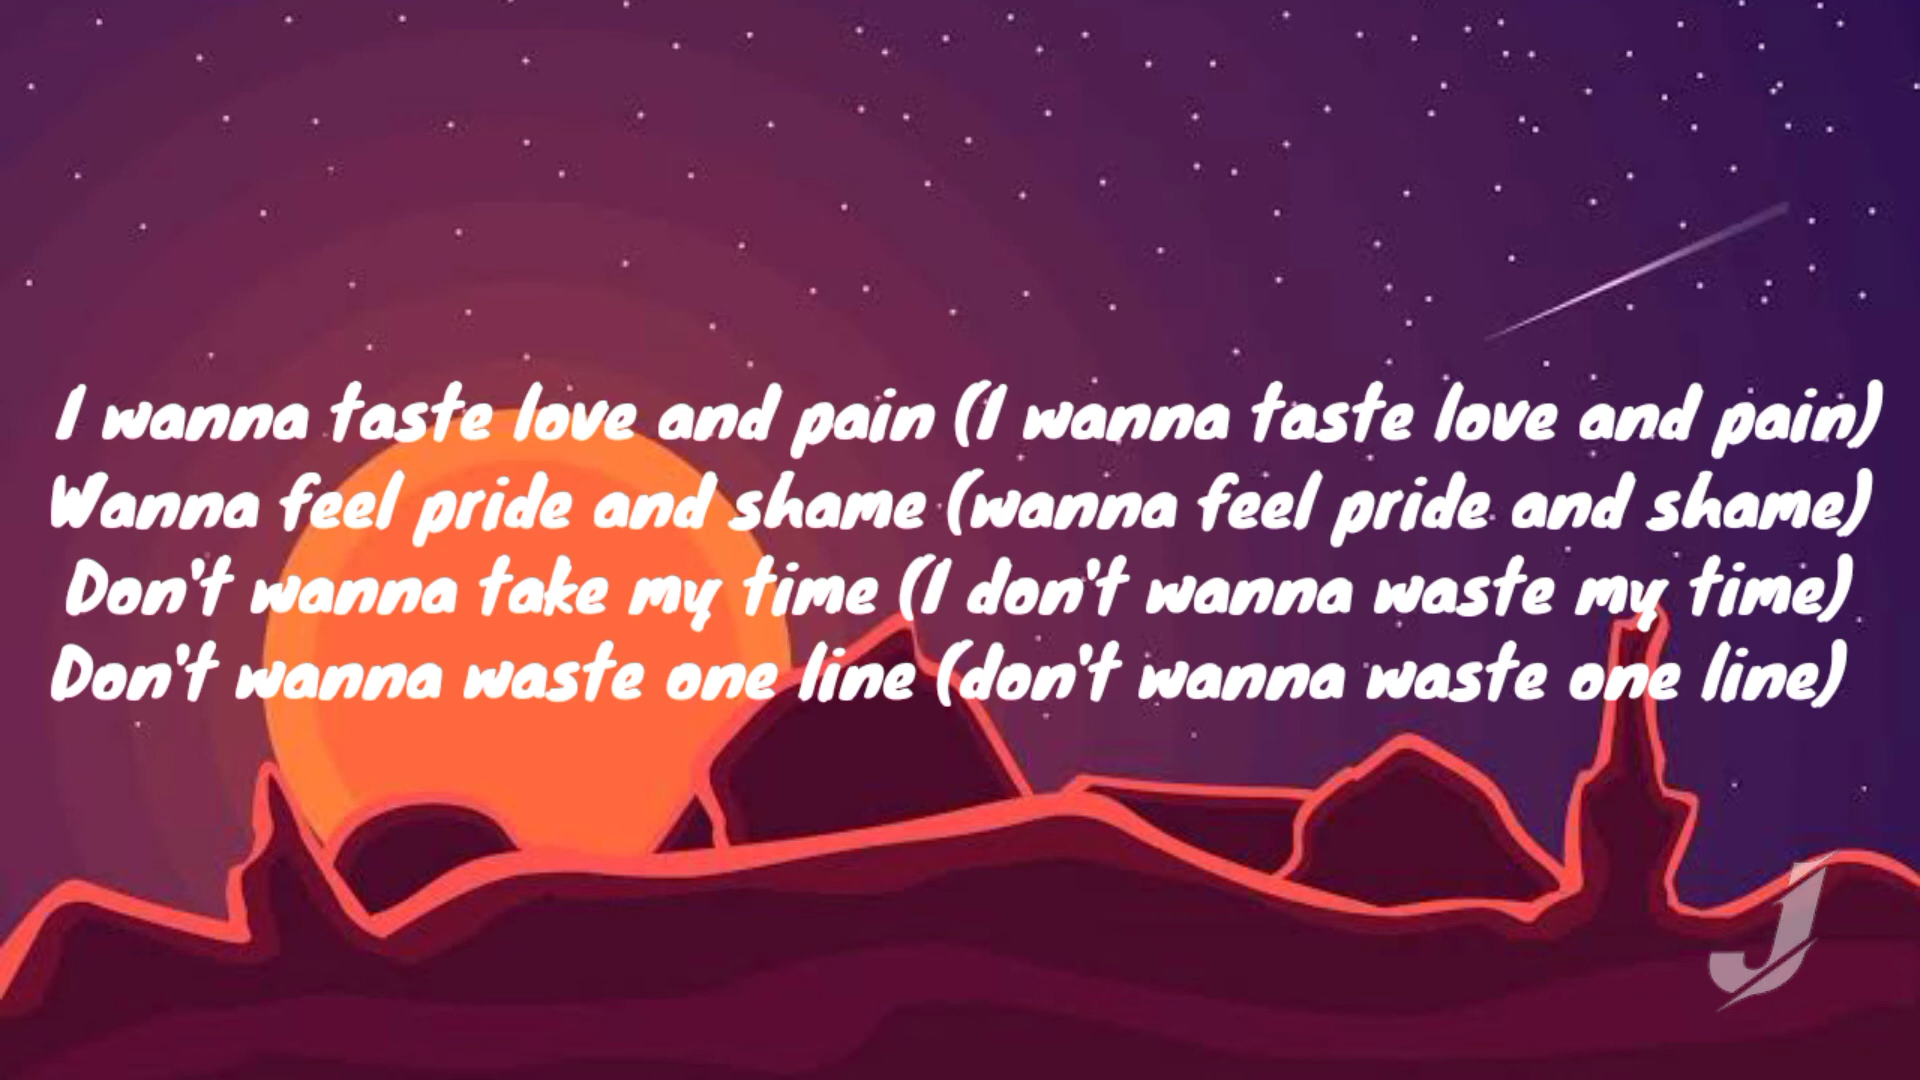 I wanna taste love and pain (I wanna taste love and pain)
Wanna feel pride and shame (wanna feel pride and shame)
Don't wanna take my time (I don't wanna waste my time)
Don't wanna waste one line (don't wanna waste one line)
J